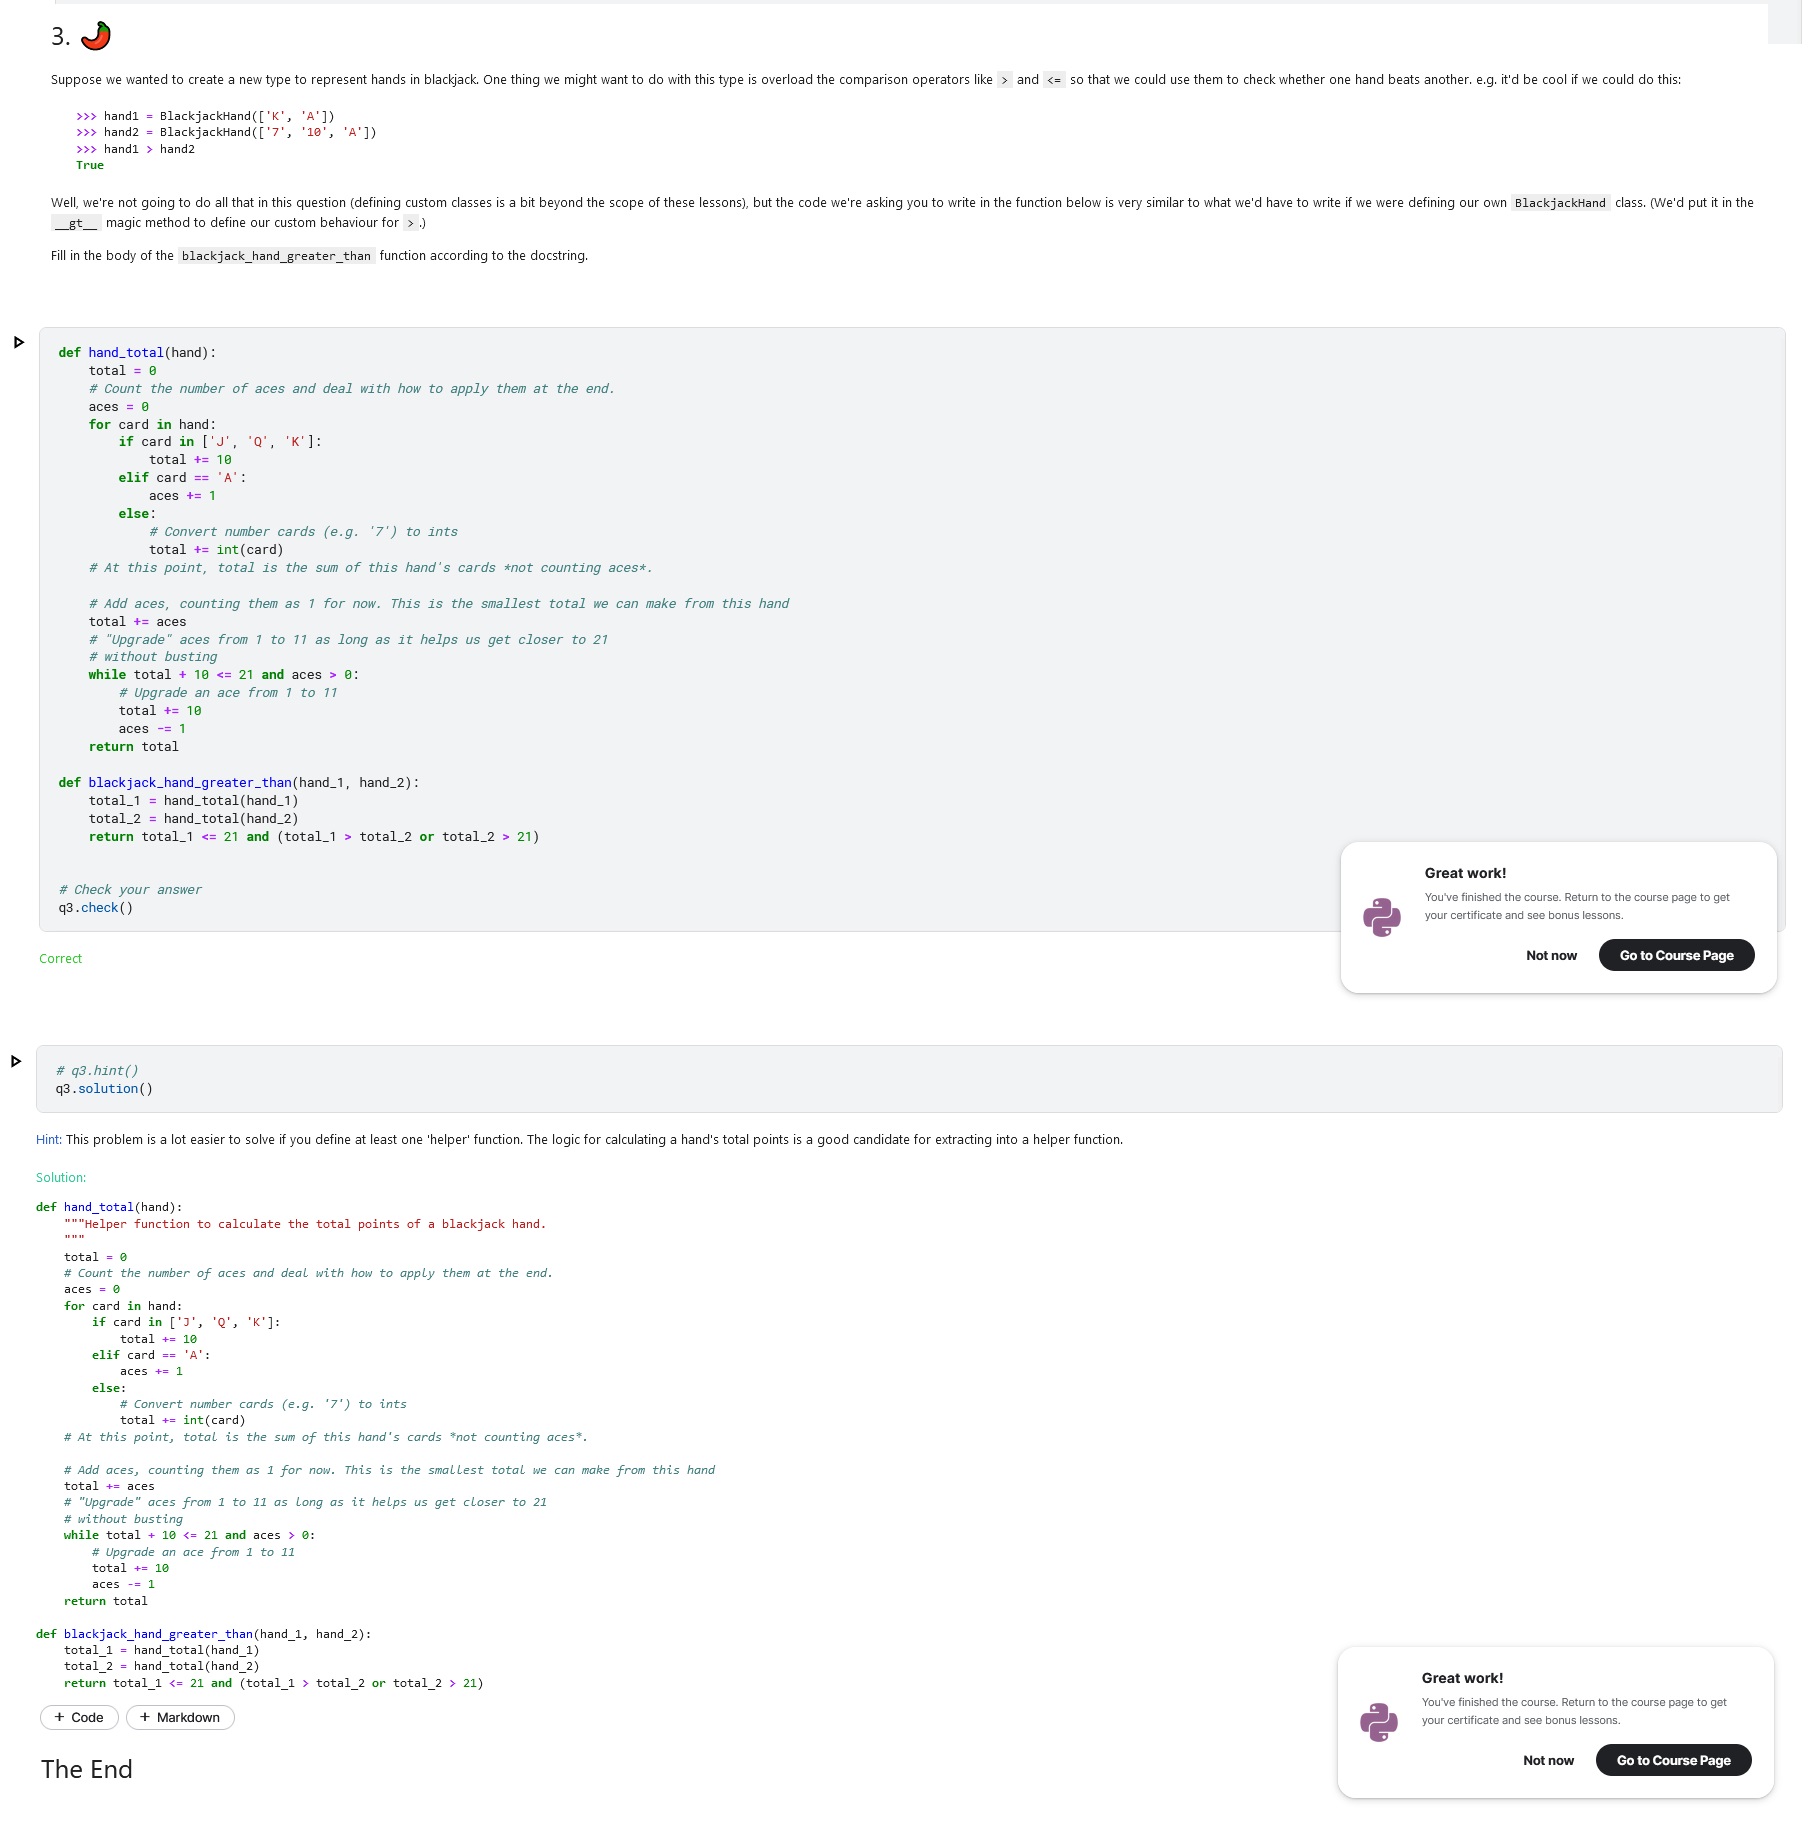 3. 🌶️
Suppose we wanted to create a new type to represent hands in blackjack. One thing we might want to do with this type is overload the comparison operators like > and <= so that we could use them to check whether one hand beats another. e.g. it'd be cool if we could do this:
>>> hand1 = BlackjackHand(['K', 'A'])
>>> hand2 = BlackjackHand(['7', '10', 'A'])
>>> hand1 > hand2
True
Well, we're not going to do all that in this question (defining custom classes is a bit beyond the scope of these lessons), but the code we're asking you to write in the function below is very similar to what we'd have to write if we were defining our own BlackjackHand class. (We'd put it in the
__gt__ magic method to define our custom behaviour for > .)
Fill in the body of the blackjack_hand_greater_than function according to the docstring.
def hand_total(hand):
    total = 0
    # Count the number of aces and deal with how to apply them at the end.
    aces = 0
    for card in hand:
        if card in ['J', 'Q', 'K']:
            total += 10
        elif card == 'A':
            aces += 1
        else:
            # Convert number cards (e.g. '7') to ints
            total += int(card)
    # At this point, total is the sum of this hand's cards *not counting aces*.

    # Add aces, counting them as 1 for now. This is the smallest total we can make from this hand
    total += aces
    # "Upgrade" aces from 1 to 11 as long as it helps us get closer to 21
    # without busting
    while total + 10 <= 21 and aces > 0:
        # Upgrade an ace from 1 to 11
        total += 10
        aces -= 1
    return total

def blackjack_hand_greater_than(hand_1, hand_2):
    total_1 = hand_total(hand_1)
    total_2 = hand_total(hand_2)
    return total_1 <= 21 and (total_1 > total_2 or total_2 > 21)

# Check your answer
q3.check()
Great work!
You've finished the course. Return to the course page to get
your certificate and see bonus lessons.
Not now
Go to Course Page
Correct
# q3.hint()
q3.solution()
Hint: This problem is a lot easier to solve if you define at least one 'helper' function. The logic for calculating a hand's total points is a good candidate for extracting into a helper function.
Solution:
def hand_total(hand):
    """Helper function to calculate the total points of a blackjack hand.
    """
    total = 0
    # Count the number of aces and deal with how to apply them at the end.
    aces = 0
    for card in hand:
        if card in ['J', 'Q', 'K']:
            total += 10
        elif card == 'A':
            aces += 1
        else:
            # Convert number cards (e.g. '7') to ints
            total += int(card)
    # At this point, total is the sum of this hand's cards *not counting aces*.

    # Add aces, counting them as 1 for now. This is the smallest total we can make from this hand
    total += aces
    # "Upgrade" aces from 1 to 11 as long as it helps us get closer to 21
    # without busting
    while total + 10 <= 21 and aces > 0:
        # Upgrade an ace from 1 to 11
        total += 10
        aces -= 1
    return total

def blackjack_hand_greater_than(hand_1, hand_2):
    total_1 = hand_total(hand_1)
    total_2 = hand_total(hand_2)
    return total_1 <= 21 and (total_1 > total_2 or total_2 > 21)
+ Code
+ Markdown
The End
Great work!
You've finished the course. Return to the course page to get
your certificate and see bonus lessons.
Not now
Go to Course Page